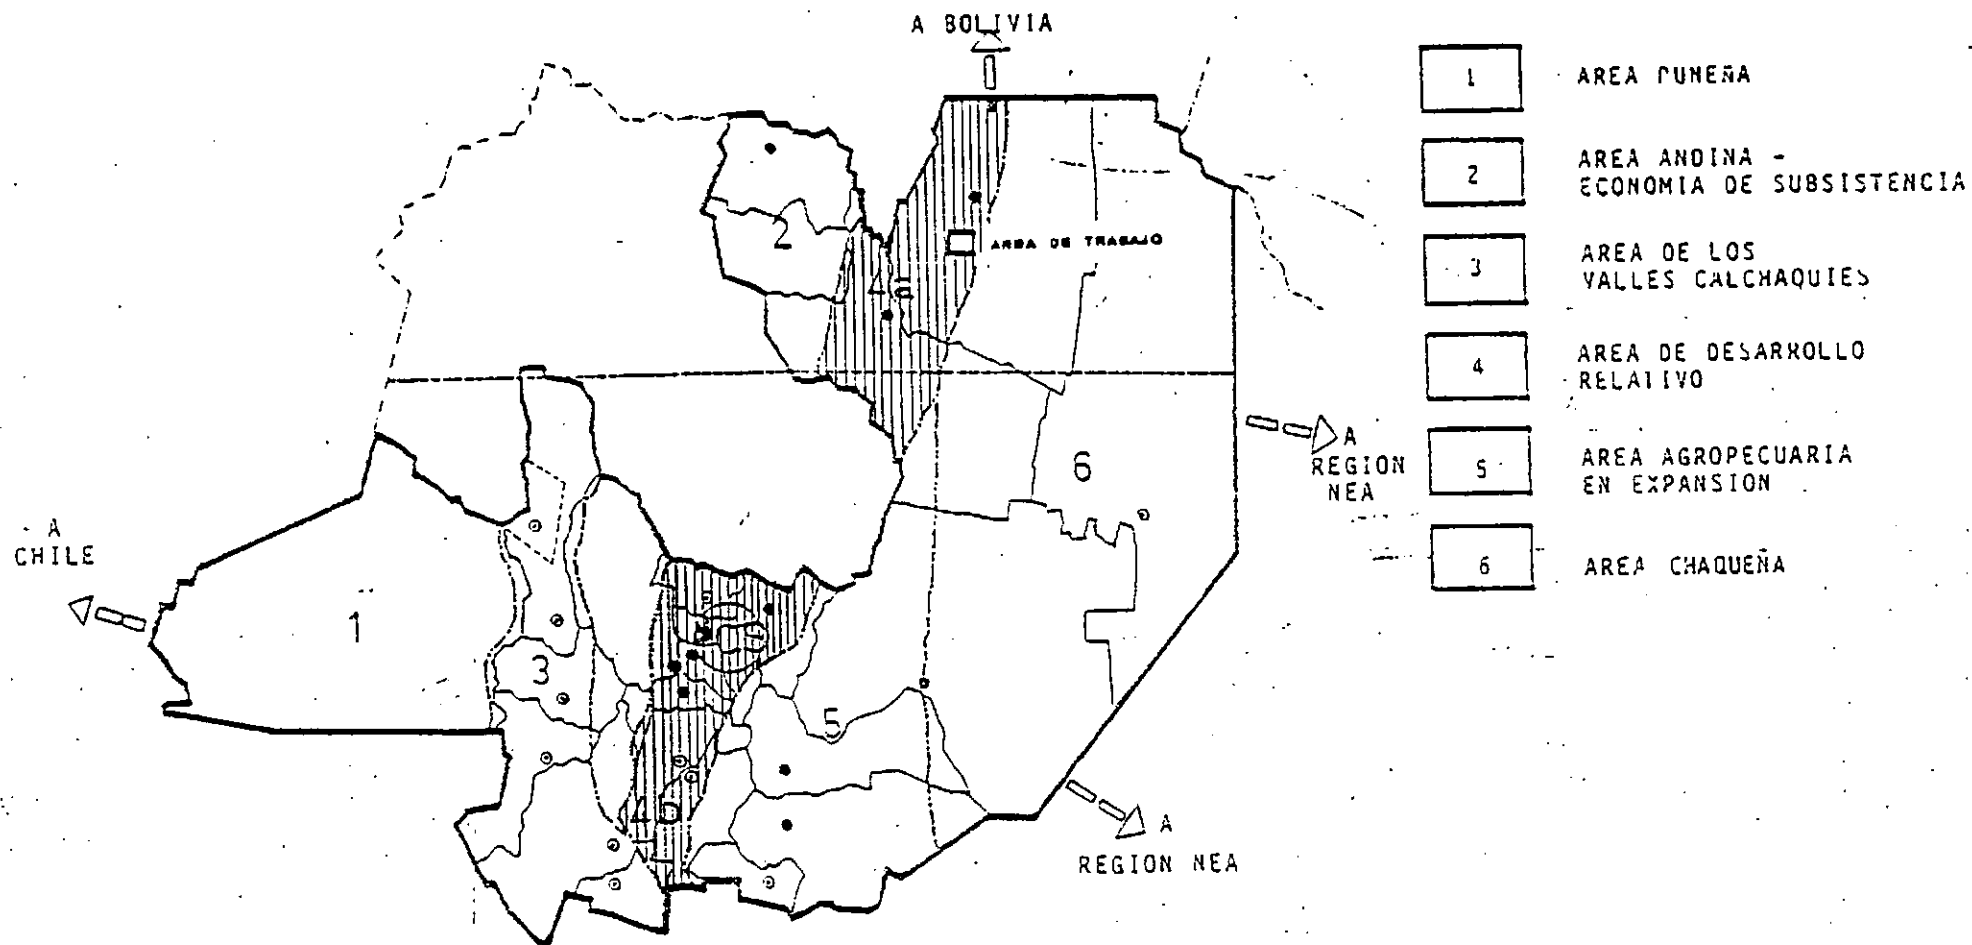 A BOLIVIA
1
AREA PUNEÑA
2
AREA ANDINA -
ECONOMIA DE SUBSISTENCIA
3
AREA DE LOS
VALLES CALCHAQUIES
4
AREA DE DESARROLLO
RELATIVO
5
AREA AGROPECUARIA
EN EXPANSION
6
AREA CHAQUEÑA
2
AREA DE TRABAJO
4
6
A
REGION
NEA
A
CHILE
1
3
5
4
A
REGION NEA